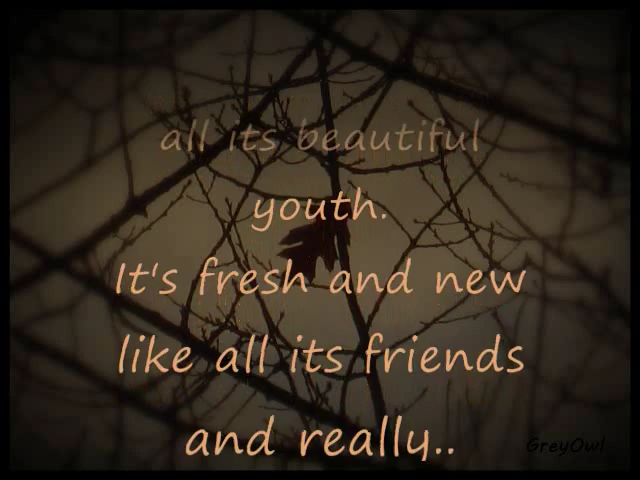 all its beautiful
youth.
It's fresh and new
like all its friends
and really..
GreyOwl